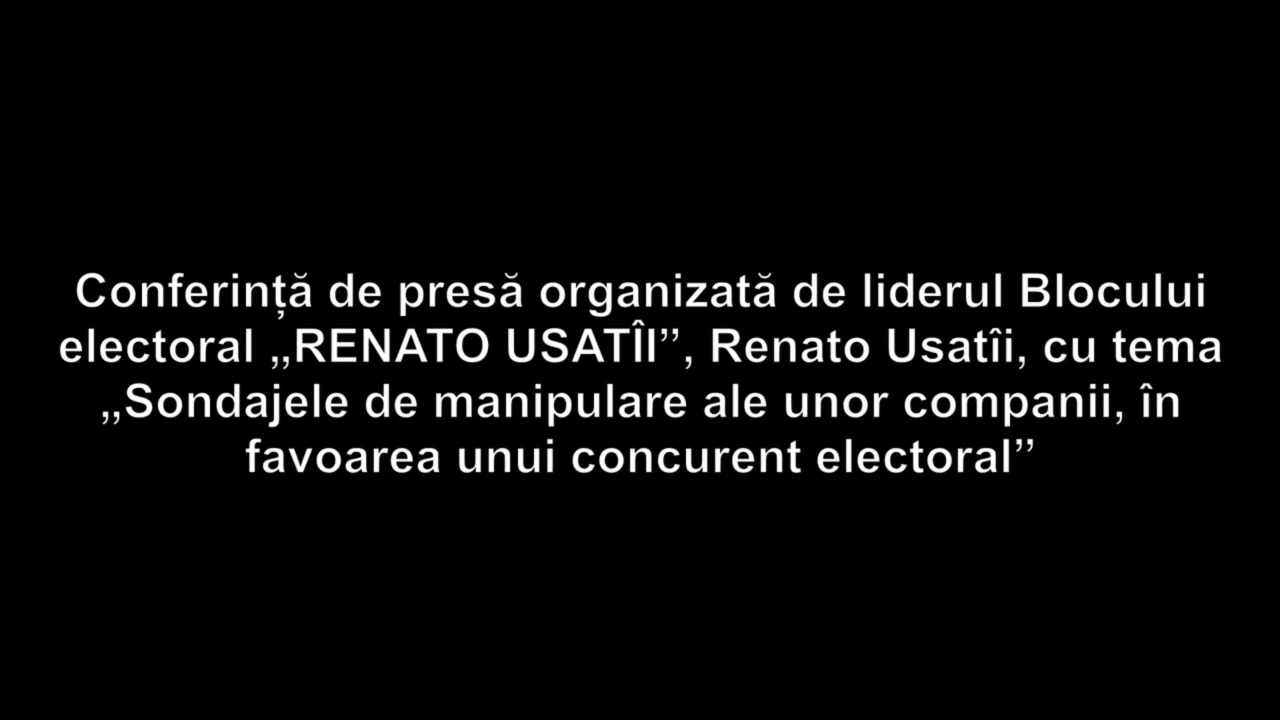 Conferință de presă organizată de liderul Blocului
electoral „RENATO USATÎI”, Renato Usatîi, cu tema
„Sondajele de manipulare ale unor companii, în
favoarea unui concurent electoral”